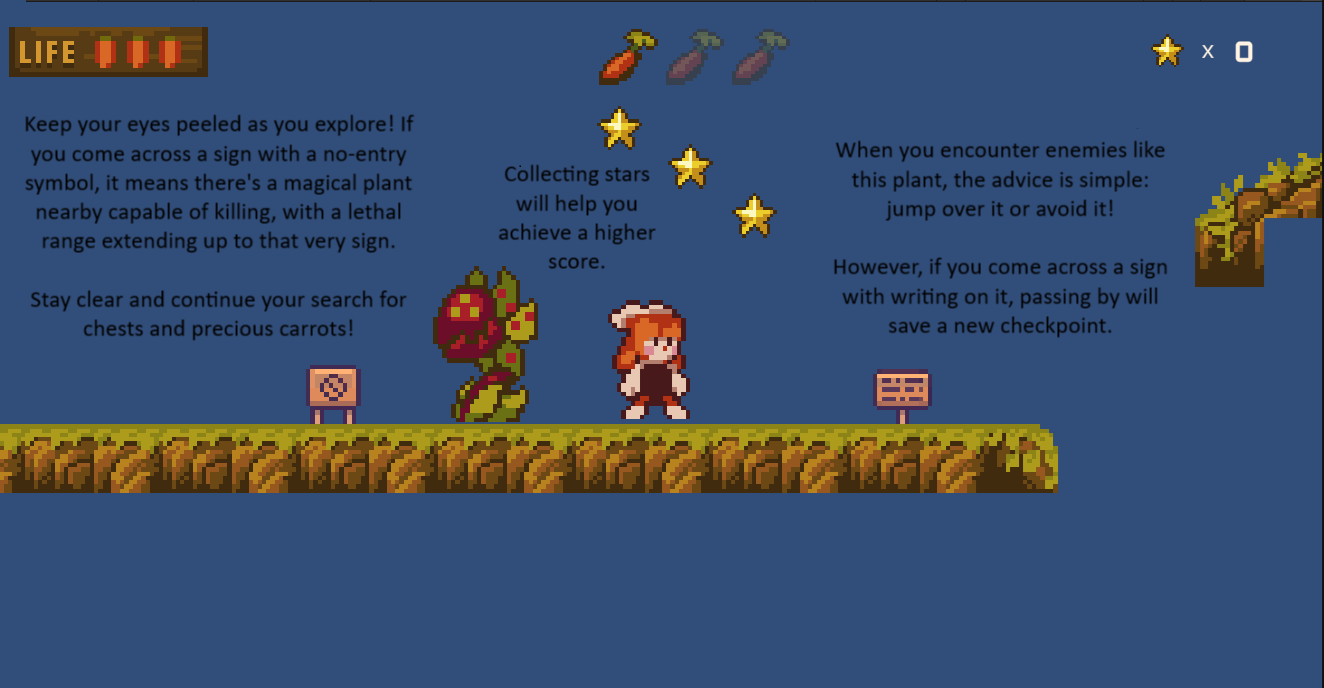 LIFE
x 0
Keep your eyes peeled as you explore! If
you come across a sign with a no-entry
symbol, it means there's a magical plant
nearby capable of killing, with a lethal
range extending up to that very sign.
Stay clear and continue your search for
chests and precious carrots!
Collecting stars
will help you
achieve a higher
score.
When you encounter enemies like
this plant, the advice is simple:
jump over it or avoid it!
However, if you come across a sign
with writing on it, passing by will
save a new checkpoint.